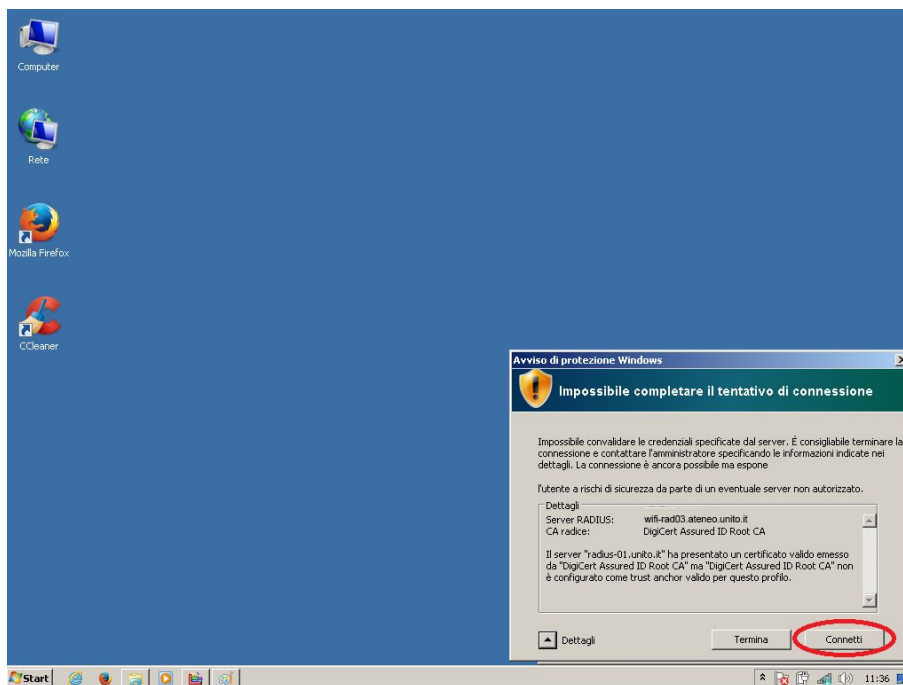 Computer
Rete
Mozilla Firefox
CCleaner
Avviso di protezione Windows
Impossibile completare il tentativo di connessione
Impossibile convalidare le credenziali specificate dal server. È consigliabile terminare la
connessione e contattare l'amministratore specificando le informazioni indicate nei
dettagli. La connessione è ancora possibile ma espone
l'utente a rischi di sicurezza da parte di un eventuale server non autorizzato.
Dettagli
Server RADIUS: wifi-rad03.ateneo.unito.it
CA radice: DigiCert Assured ID Root CA
Il server "radius-01.unito.it" ha presentato un certificato valido emesso
da "DigiCert Assured ID Root CA" ma "DigiCert Assured ID Root CA" non
è configurato come trust anchor valido per questo profilo.
Dettagli
Termina
Connetti
Start
11:36